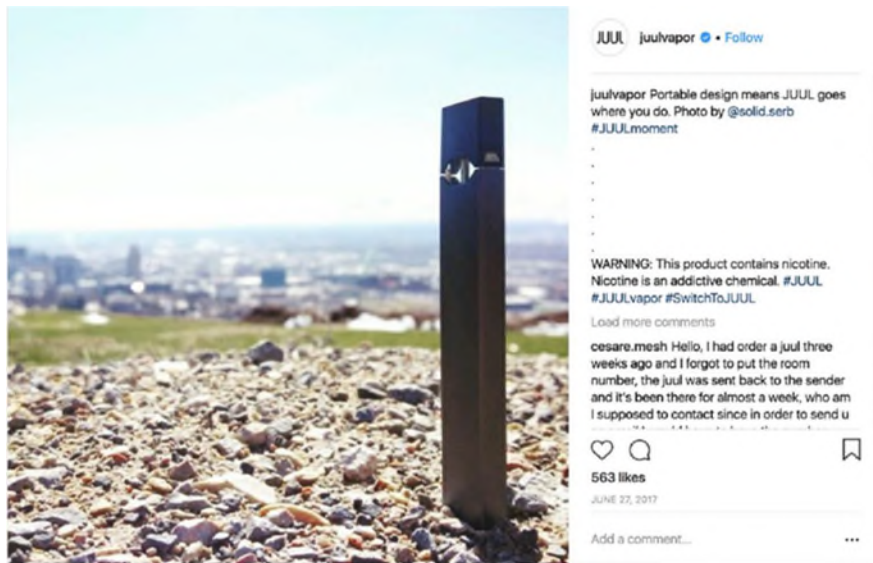 JUUL juulvapor • Follow
juulvapor Portable design means JUUL goes
where you do. Photo by @solid.serb
#JUULmoment
.
.
.
.
.
.
.
WARNING: This product contains nicotine.
Nicotine is an addictive chemical. #JUUL
#JUULvapor #SwitchToJUUL
Load more comments
cesare.mesh Hello, I had order a juul three
weeks ago and I forgot to put the room
number, the juul was sent back to the sender
and it's been there for almost a week, who am
I supposed to contact since in order to send u
563 likes
JUNE 27, 2017
Add a comment...